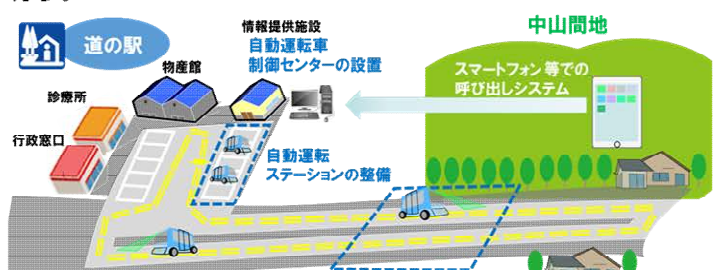 道の駅
情報提供施設
自動運転車
制御センターの設置
物産館
診療所
行政窓口
自動運転
ステーションの整備
中山間地
スマートフォン等での
呼び出しシステム